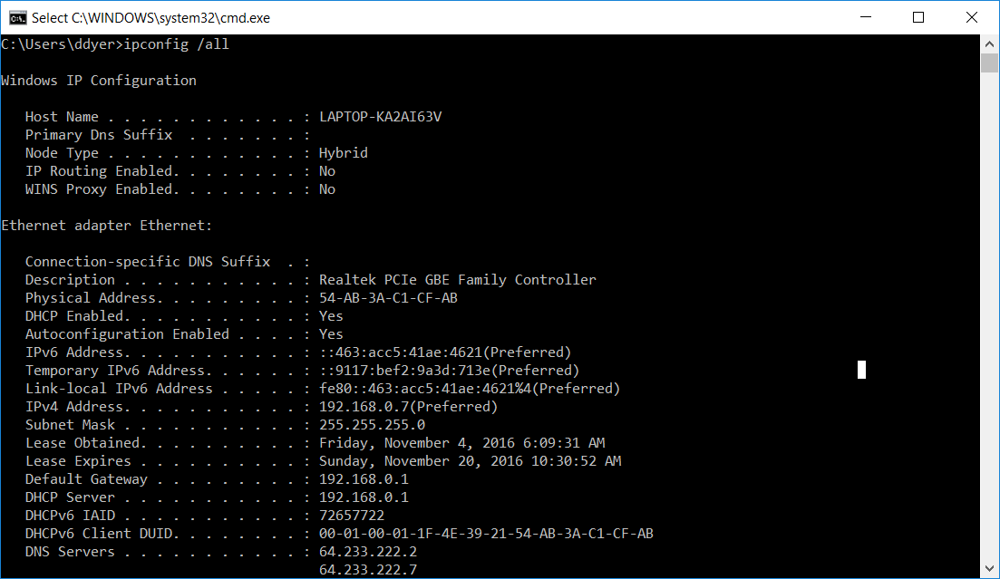 Select C:\WINDOWS\system32\cmd.exe
C:\Users\ddyer>ipconfig /all
Windows IP Configuration
Host Name . . . . . . . . . . . . : LAPTOP-KA2AI63V
Primary Dns Suffix  . . . . . . . :
Node Type . . . . . . . . . . . . : Hybrid
IP Routing Enabled. . . . . . . . : No
WINS Proxy Enabled. . . . . . . . : No
Ethernet adapter Ethernet:
Connection-specific DNS Suffix  . :
Description . . . . . . . . . . . : Realtek PCIe GBE Family Controller
Physical Address. . . . . . . . . : 54-AB-3A-C1-CF-AB
DHCP Enabled. . . . . . . . . . . : Yes
Autoconfiguration Enabled . . . . : Yes
IPv6 Address. . . . . . . . . . . : ::463:acc5:41ae:4621(Preferred)
Temporary IPv6 Address. . . . . . : ::9117:bef2:9a3d:713e(Preferred)
Link-local IPv6 Address . . . . . : fe80::463:acc5:41ae:4621%4(Preferred)
IPv4 Address. . . . . . . . . . . : 192.168.0.7(Preferred)
Subnet Mask . . . . . . . . . . . : 255.255.255.0
Lease Obtained. . . . . . . . . . : Friday, November 4, 2016 6:09:31 AM
Lease Expires . . . . . . . . . . : Sunday, November 20, 2016 10:30:52 AM
Default Gateway . . . . . . . . . : 192.168.0.1
DHCP Server . . . . . . . . . . . : 192.168.0.1
DHCPv6 IAID . . . . . . . . . . . : 72657722
DHCPv6 Client DUID. . . . . . . . : 00-01-00-01-1F-4E-39-21-54-AB-3A-C1-CF-AB
DNS Servers . . . . . . . . . . . : 64.233.222.2
64.233.222.7